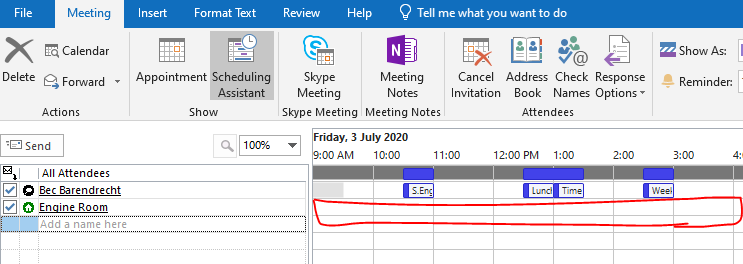 File Meeting Insert Format Text Review Help Tell me what you want to do
Delete
Calendar
Forward
Actions
Appointment
Scheduling Assistant
Show
Skype Meeting
Skype Meeting
Meeting Notes
Meeting Notes
Cancel Invitation
Address Book
Check Names
Response Options
Attendees
Show As:
Reminder:
Send
100%
Friday, 3 July 2020
9:00 AM 10:00 11:00 12:00 PM 1:00 2:00 3:00 4:00
All Attendees
Bec Barendrecht
S.Eng Lunch Time Week
Engine Room
Add a name here